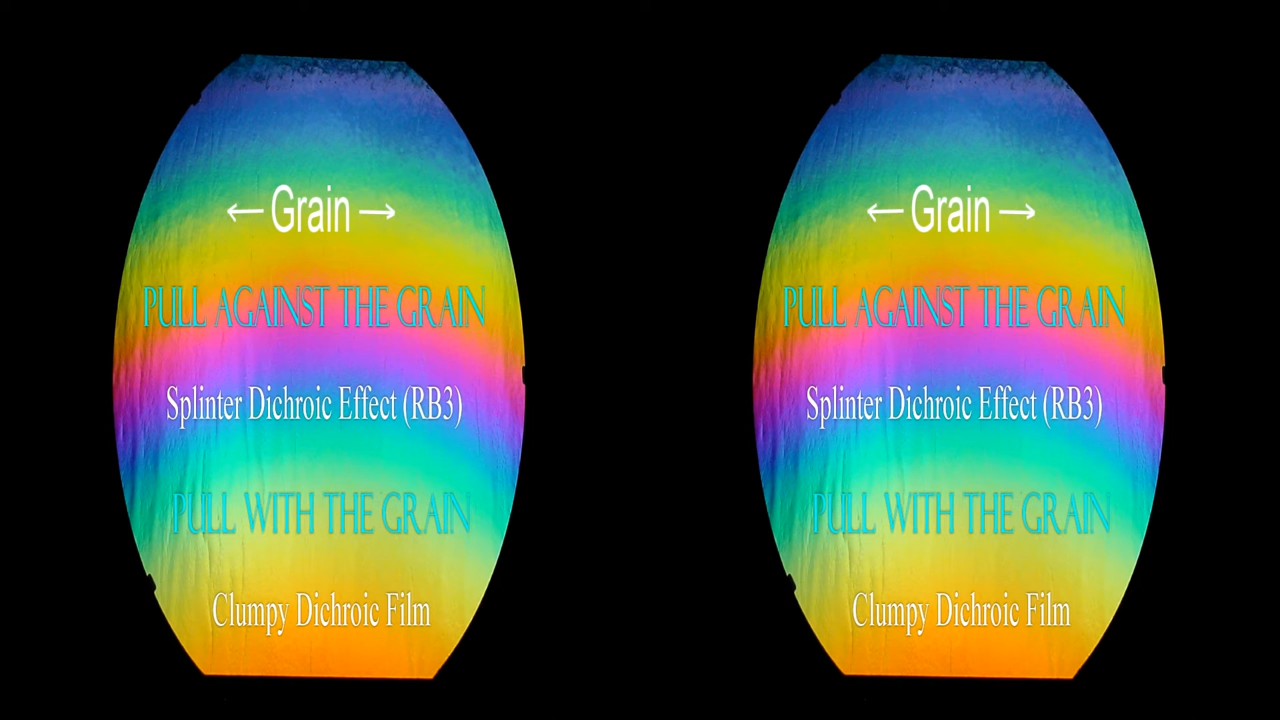 ← Grain →
PULL AGAINST THE GRAIN
Splinter Dichroic Effect (RB3)
PULL WITH THE GRAIN
Clumpy Dichroic Film
← Grain →
PULL AGAINST THE GRAIN
Splinter Dichroic Effect (RB3)
PULL WITH THE GRAIN
Clumpy Dichroic Film